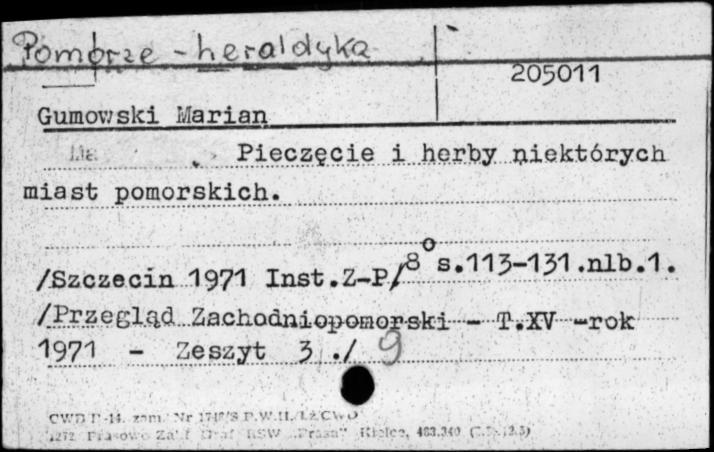 Pomorze - heraldyka
205011
Gumowski Marian
Pieczęcie i herby niektórych
miast pomorskich.
/Szczecin 1971 Inst.Z-P/8° s.113-131.nlb.1.
/Przegląd Zachodniopomorski - T.XV -rok
1971 - Zeszyt 3 ./ 9